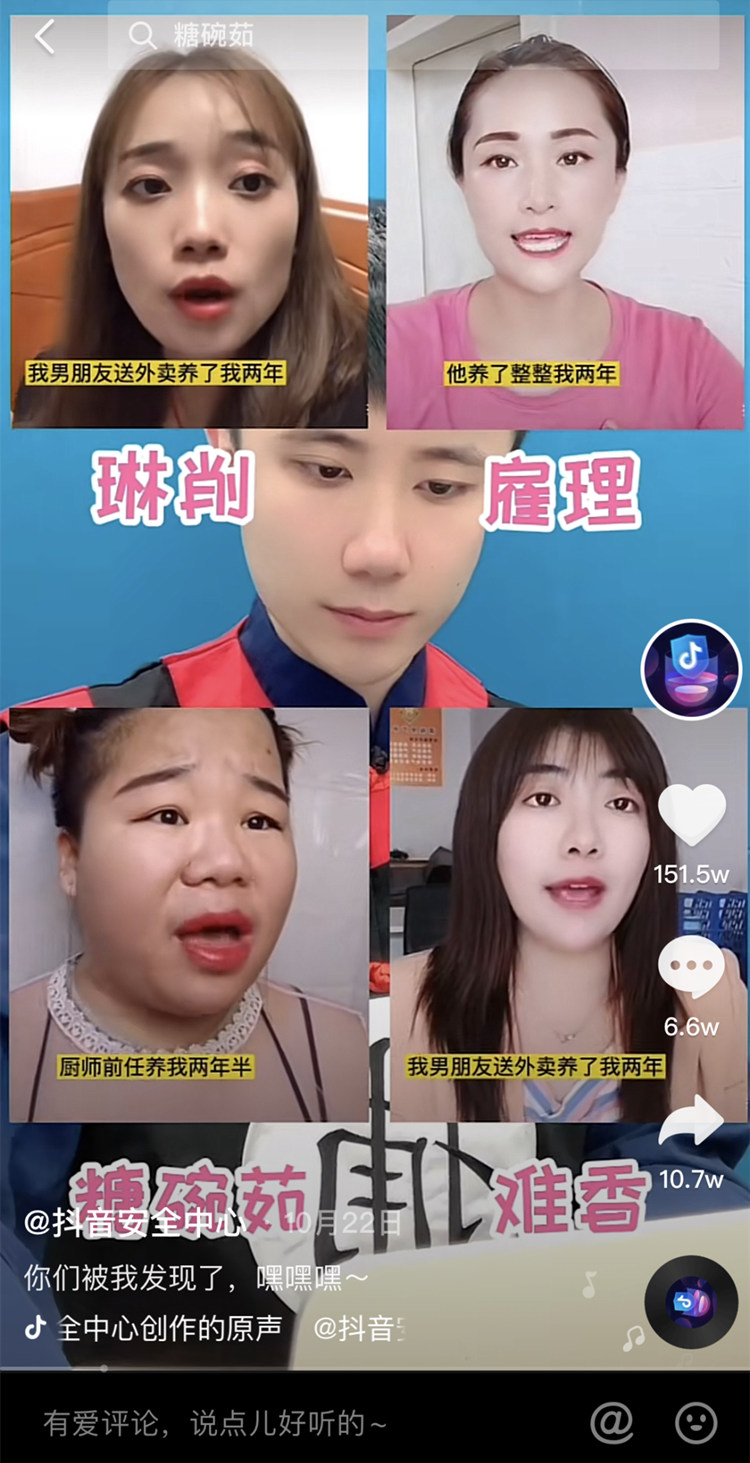 糖碗茹
我男朋友送外卖养了我两年
他养了整整我两年
琳削
雇理
151.5w
厨师前任养我两年半
我男朋友送外卖养了我两年
6.6w
10.7w
糖碗茹
难香
@抖音安全中心 10月22日
你们被我发现了，嘿嘿嘿～
全中心创作的原声 @抖音
有爱评论，说点儿好听的～